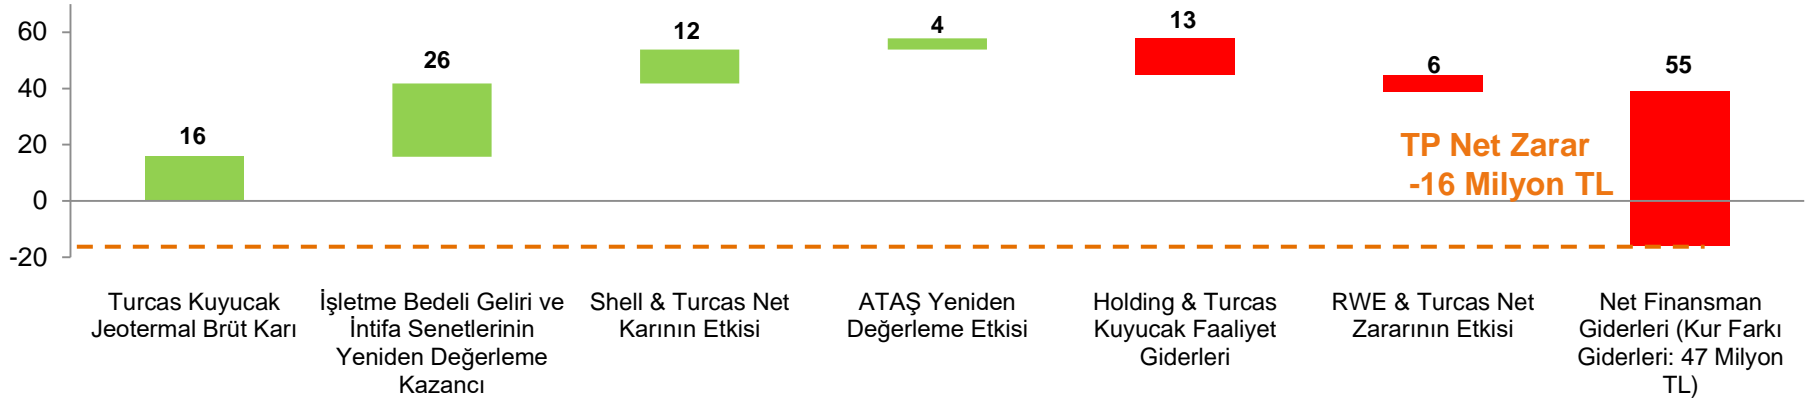 60
40
20
0
-20
16
26
12
4
13
6
55
TP Net Zarar
-16 Milyon TL
Turcas Kuyucak
Jeotermal Brüt Karı
İşletme Bedeli Geliri ve
İntifa Senetlerinin
Yeniden Değerleme
Kazancı
Shell & Turcas Net
Karının Etkisi
ATAŞ Yeniden
Değerleme Etkisi
Holding & Turcas
Kuyucak Faaliyet
Giderleri
RWE & Turcas Net
Zararının Etkisi
Net Finansman
Giderleri (Kur Farkı
Giderleri: 47 Milyon
TL)